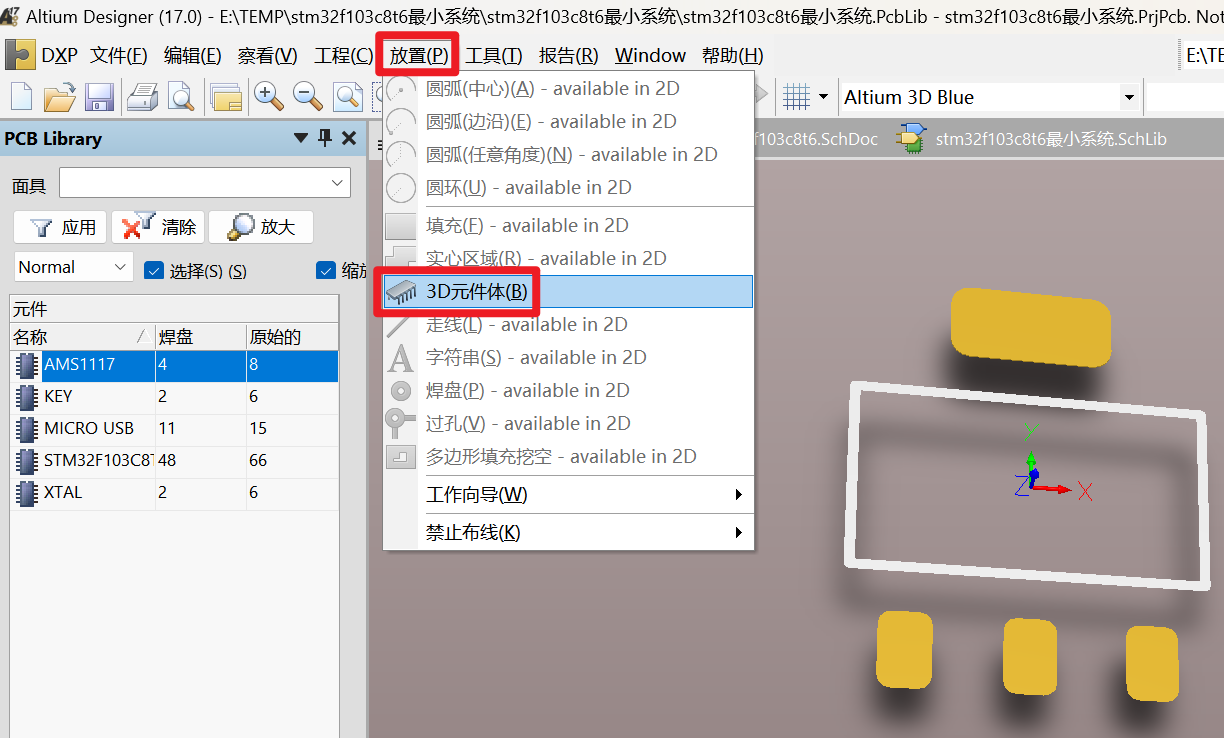 Altium Designer (17.0) - E:\TEMP\stm32f103c8t6最小系统\stm32f103c8t6最小系统\stm32f103c8t6最小系统.PcbLib - stm32f103c8t6最小系统.PrjPcb. Not
DXP 文件(F) 编辑(E) 察看(V) 工程(C) 放置(P) 工具(T) 报告(R) Window 帮助(H) E:\TE
Altium 3D Blue
PCB Library
f103c8t6.SchDoc stm32f103c8t6最小系统.SchLib
面具
应用 清除 放大
Normal 选择(S) (S) 缩放
元件
名称 焊盘 原始的
AMS1117 4 8
KEY 2 6
MICRO USB 11 15
STM32F103C8T 48 66
XTAL 2 6
圆弧(中心)(A) - available in 2D
圆弧(边沿)(E) - available in 2D
圆弧(任意角度)(N) - available in 2D
圆环(U) - available in 2D
填充(F) - available in 2D
实心区域(R) - available in 2D
3D元件体(B)
走线(L) - available in 2D
字符串(S) - available in 2D
焊盘(P) - available in 2D
过孔(V) - available in 2D
多边形填充挖空 - available in 2D
工作向导(W)
禁止布线(K)
Y
Z X